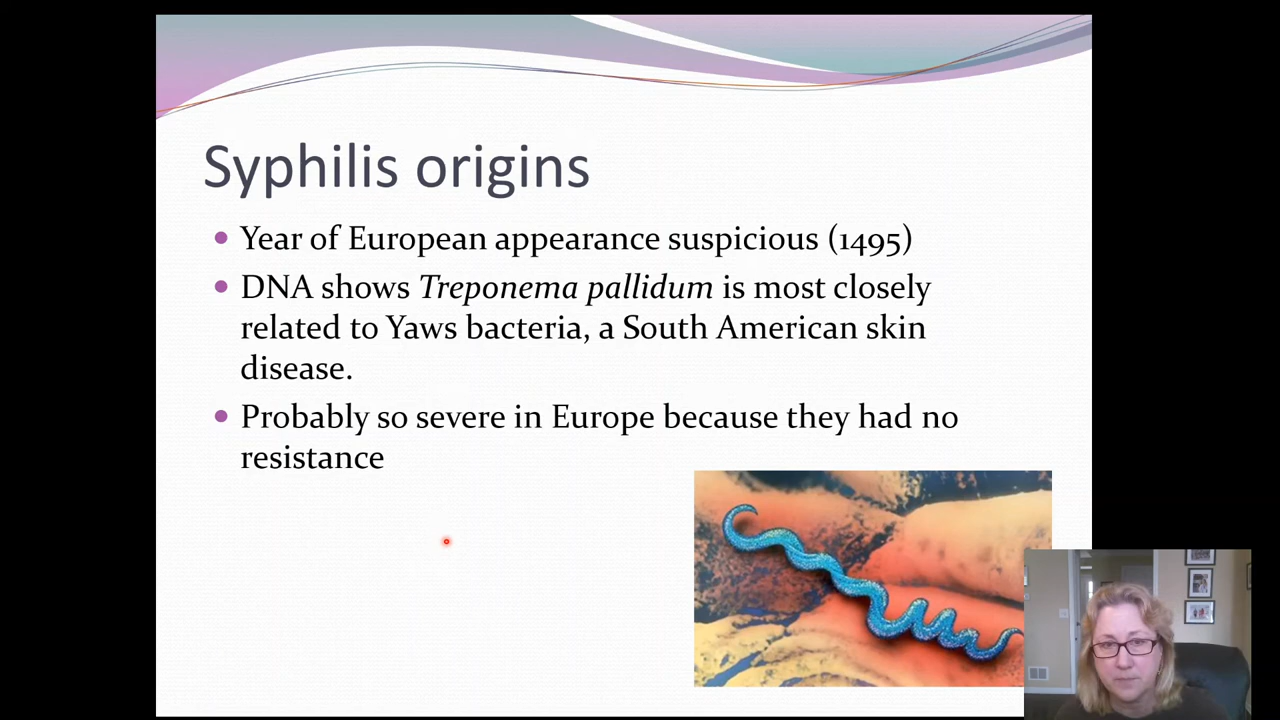 Syphilis origins
Year of European appearance suspicious (1495)
DNA shows Treponema pallidum is most closely
related to Yaws bacteria, a South American skin
disease.
Probably so severe in Europe because they had no
resistance